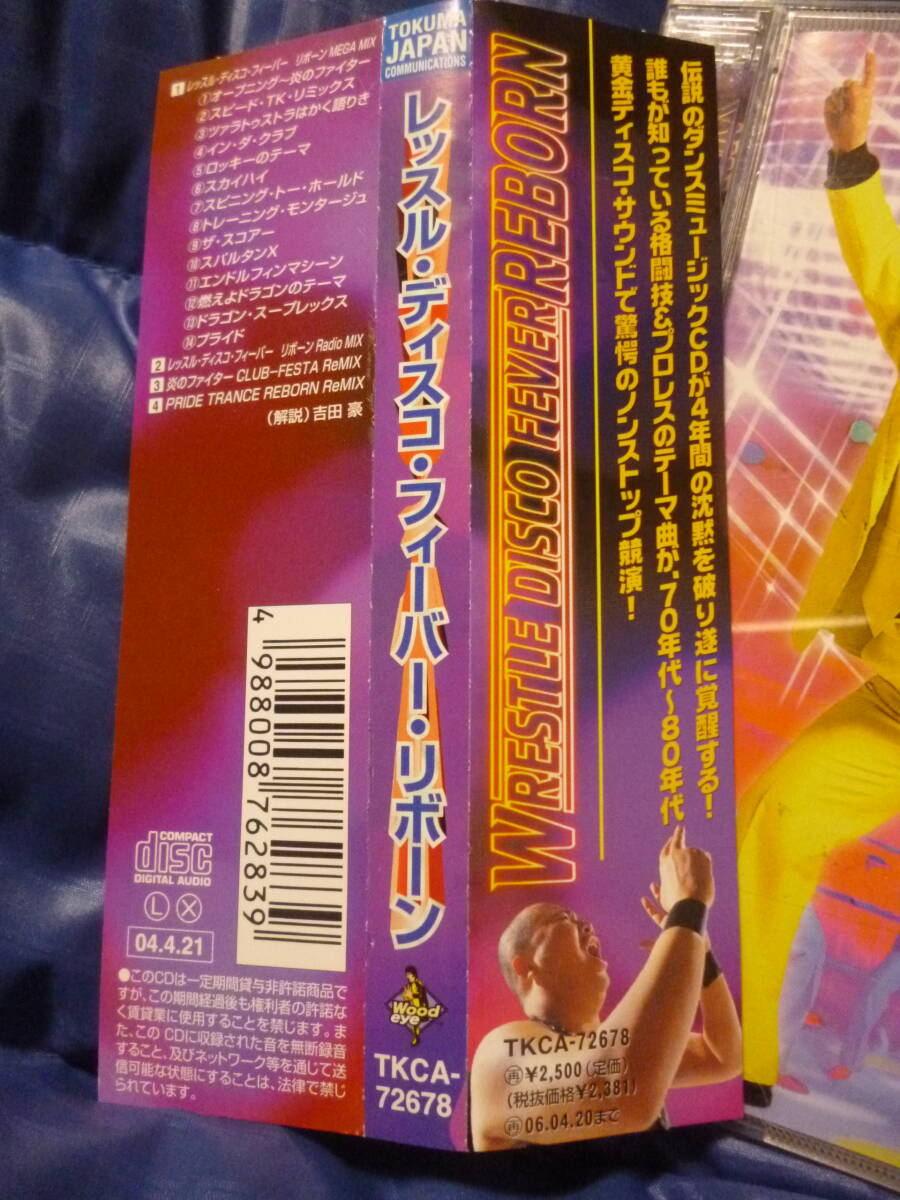 1 レッスル・ディスコ・フィーバー リボーン MEGA MIX
①オープニング―炎のファイター
②スピード・TK・リミックス
③ツァラトゥストラはかく語りき
④イン・ダ・クラブ
⑤ロッキーのテーマ
⑥スカイハイ
⑦スピニング・トー・ホールド
⑧トレーニング・モンタージュ
⑨ザ・スコアー
⑩スパルタンX
⑪エンドルフィンマシーン
⑫燃えよドラゴンのテーマ
⑬ドラゴン・スープレックス
⑭プライド
2 レッスル・ディスコ・フィーバー リボーン Radio MIX
3 炎のファイター CLUB-FESTA ReMIX
4 PRIDE TRANCE REBORN ReMIX
(解説)吉田 豪
4 988008 762839
COMPACT
disc
DIGITAL AUDIO
Ⓛ Ⓧ
04.4.21
●このCDは一定期間貸与非許諾商品で
すが、この期間経過後も権利者の許諾な
く賃貸業に使用することを禁じます。ま
た、この CDに収録された音を無断録音
すること、及びネットワーク等を通じて送
信可能な状態にすることは、法律で禁じ
られています。
TOKUMA
JAPAN
COMMUNICATIONS
レッスル・ディスコ・フィーバー・リボーン
Wood
eye
TKCA-
72678
WRESTLE DISCO FEVER REBORN
伝説のダンスミュージックCDが4年間の沈黙を破り遂に覚醒する!
誰もが知っている格闘技&プロレスのテーマ曲が、'70年代~80年代
黄金ディスコ・サウンドで驚愕のノンストップ競演!
TKCA-72678
㊢¥2,500(定価)
(税抜価格¥2,381)
㊢06.04.20まで